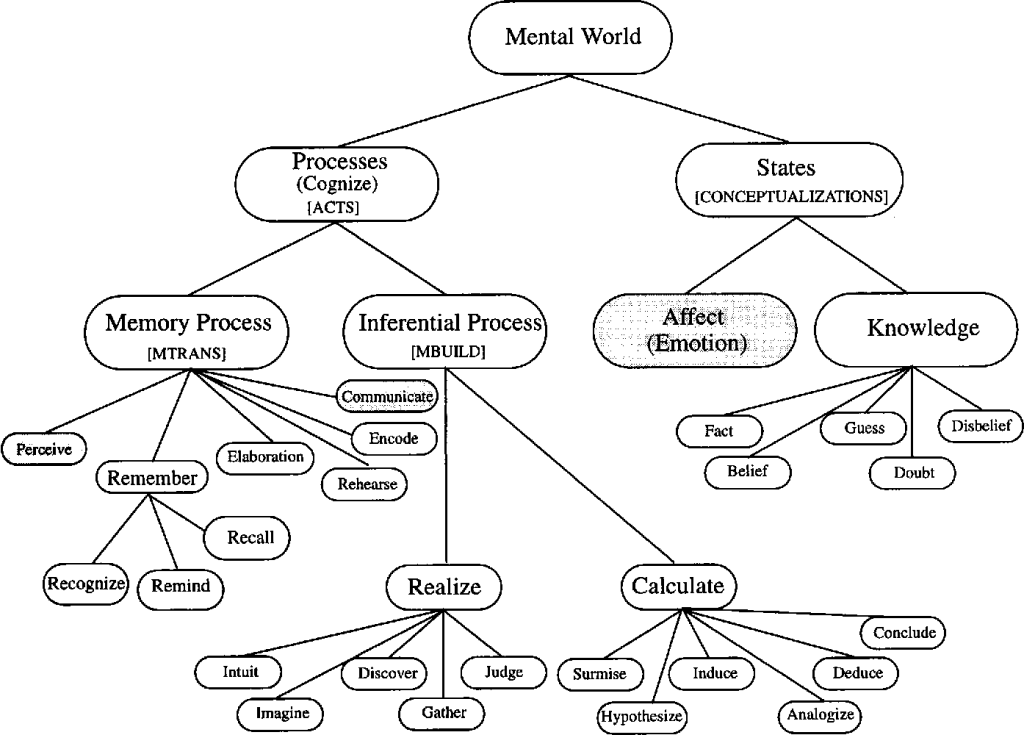 Mental World
Processes
(Cognize)
[ACTS]
States
[CONCEPTUALIZATIONS]
Memory Process
[MTRANS]
Inferential Process
[MBUILD]
Affect
(Emotion)
Knowledge
Communicate
Perceive
Encode
Elaboration
Remember
Rehearse
Fact
Guess
Disbelief
Belief
Doubt
Recall
Recognize
Remind
Realize
Calculate
Intuit
Discover
Judge
Imagine
Gather
Surmise
Induce
Deduce
Conclude
Hypothesize
Analogize